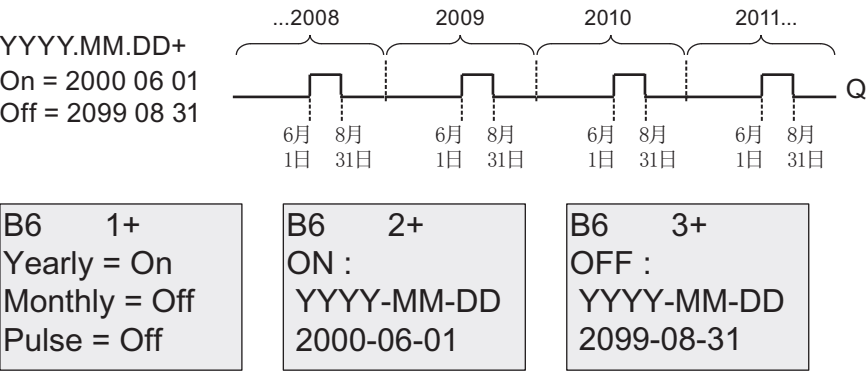 ...2008 2009 2010 2011...
YYYY.MM.DD+
On = 2000 06 01
Off = 2099 08 31
Q
6月 8月 6月 8月 6月 8月 6月 8月
1日 31日 1日 31日 1日 31日 1日 31日
B6 1+
Yearly = On
Monthly = Off
Pulse = Off
B6 2+
ON :
YYYY-MM-DD
2000-06-01
B6 3+
OFF :
YYYY-MM-DD
2099-08-31